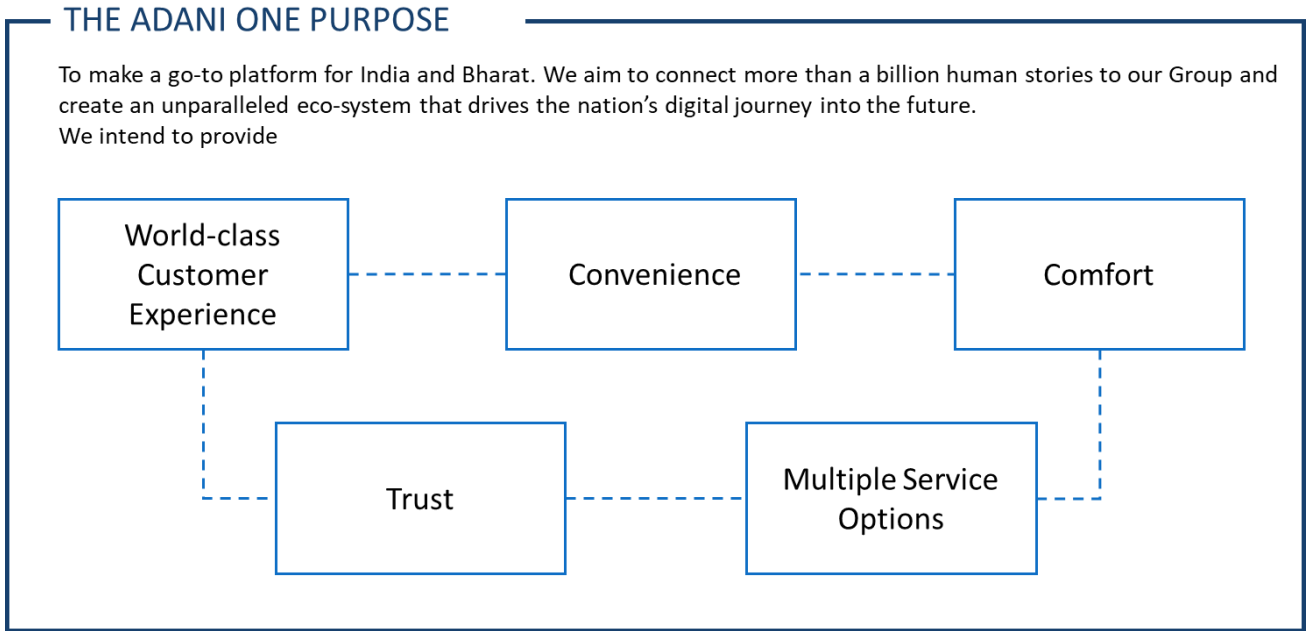 THE ADANI ONE PURPOSE
To make a go-to platform for India and Bharat. We aim to connect more than a billion human stories to our Group and
create an unparalleled eco-system that drives the nation’s digital journey into the future.
We intend to provide
World-class
Customer
Experience
Convenience
Comfort
Trust
Multiple Service
Options